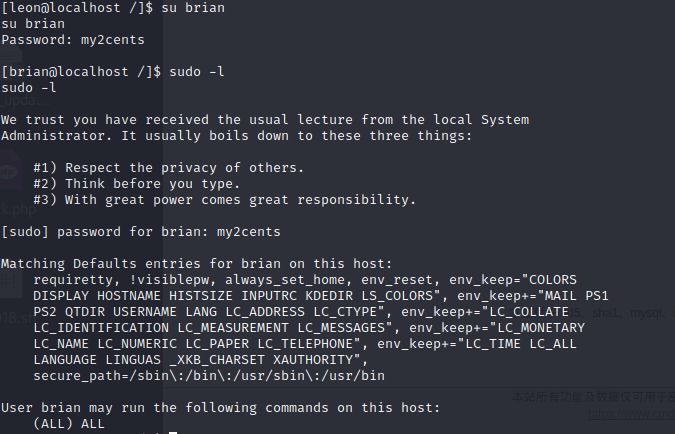 [leon@localhost /]$ su brian
su brian
Password: my2cents
[brian@localhost /]$ sudo -l
sudo -l
We trust you have received the usual lecture from the local System
Administrator. It usually boils down to these three things:
#1) Respect the privacy of others.
#2) Think before you type.
#3) With great power comes great responsibility.
[sudo] password for brian: my2cents
Matching Defaults entries for brian on this host:
requiretty, !visiblepw, always_set_home, env_reset, env_keep="COLORS
DISPLAY HOSTNAME HISTSIZE INPUTRC KDEDIR LS_COLORS", env_keep+="MAIL PS1
PS2 QTDIR USERNAME LANG LC_ADDRESS LC_CTYPE", env_keep+="LC_COLLATE
LC_IDENTIFICATION LC_MEASUREMENT LC_MESSAGES", env_keep+="LC_MONETARY
LC_NAME LC_NUMERIC LC_PAPER LC_TELEPHONE", env_keep+="LC_TIME LC_ALL
LANGUAGE LINGUAS _XKB_CHARSET XAUTHORITY",
secure_path=/sbin\:/bin\:/usr/sbin\:/usr/bin
User brian may run the following commands on this host:
(ALL) ALL